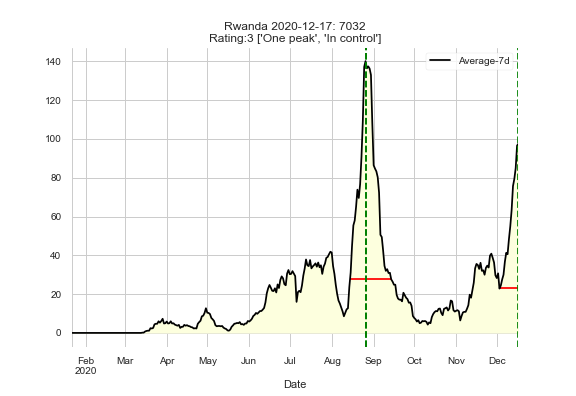 Rwanda 2020-12-17: 7032
Rating:3 ['One peak', 'In control']
Average-7d
140
120
100
80
60
40
20
0
Feb Mar Apr May Jun Jul Aug Sep Oct Nov Dec
2020
Date